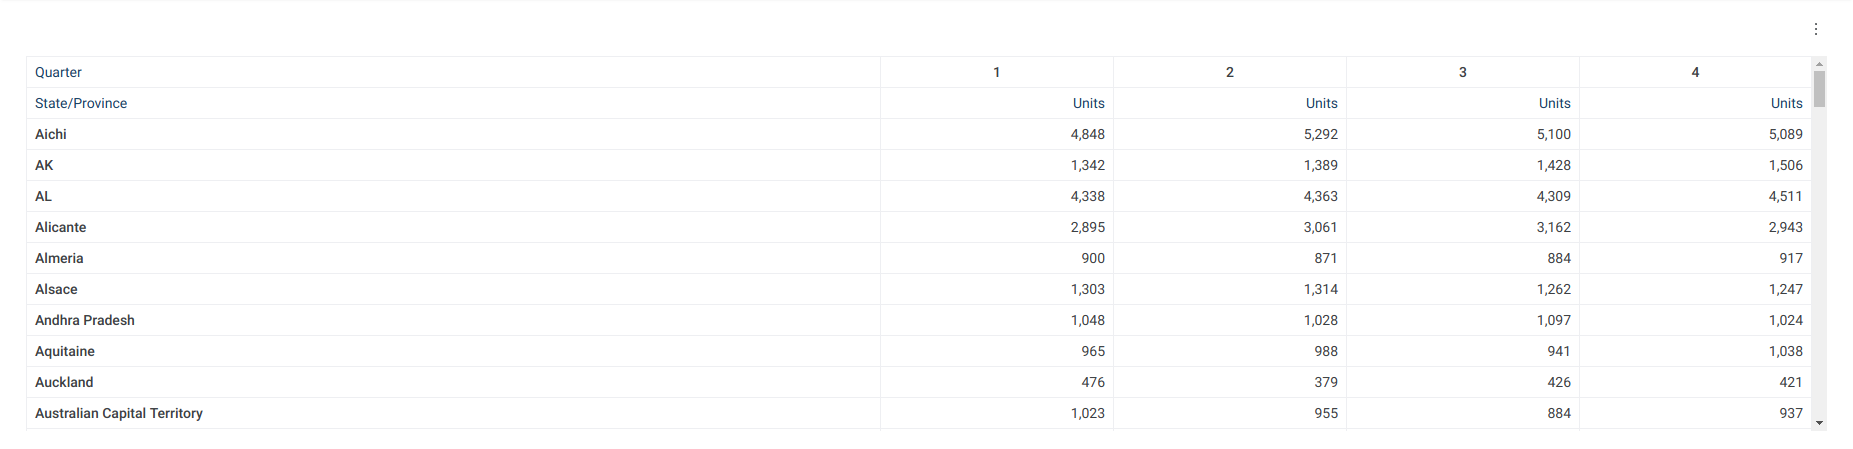 Quarter 1 2 3 4
State/Province Units Units Units Units
Aichi 4,848 5,292 5,100 5,089
AK 1,342 1,389 1,428 1,506
AL 4,338 4,363 4,309 4,511
Alicante 2,895 3,061 3,162 2,943
Almeria 900 871 884 917
Alsace 1,303 1,314 1,262 1,247
Andhra Pradesh 1,048 1,028 1,097 1,024
Aquitaine 965 988 941 1,038
Auckland 476 379 426 421
Australian Capital Territory 1,023 955 884 937